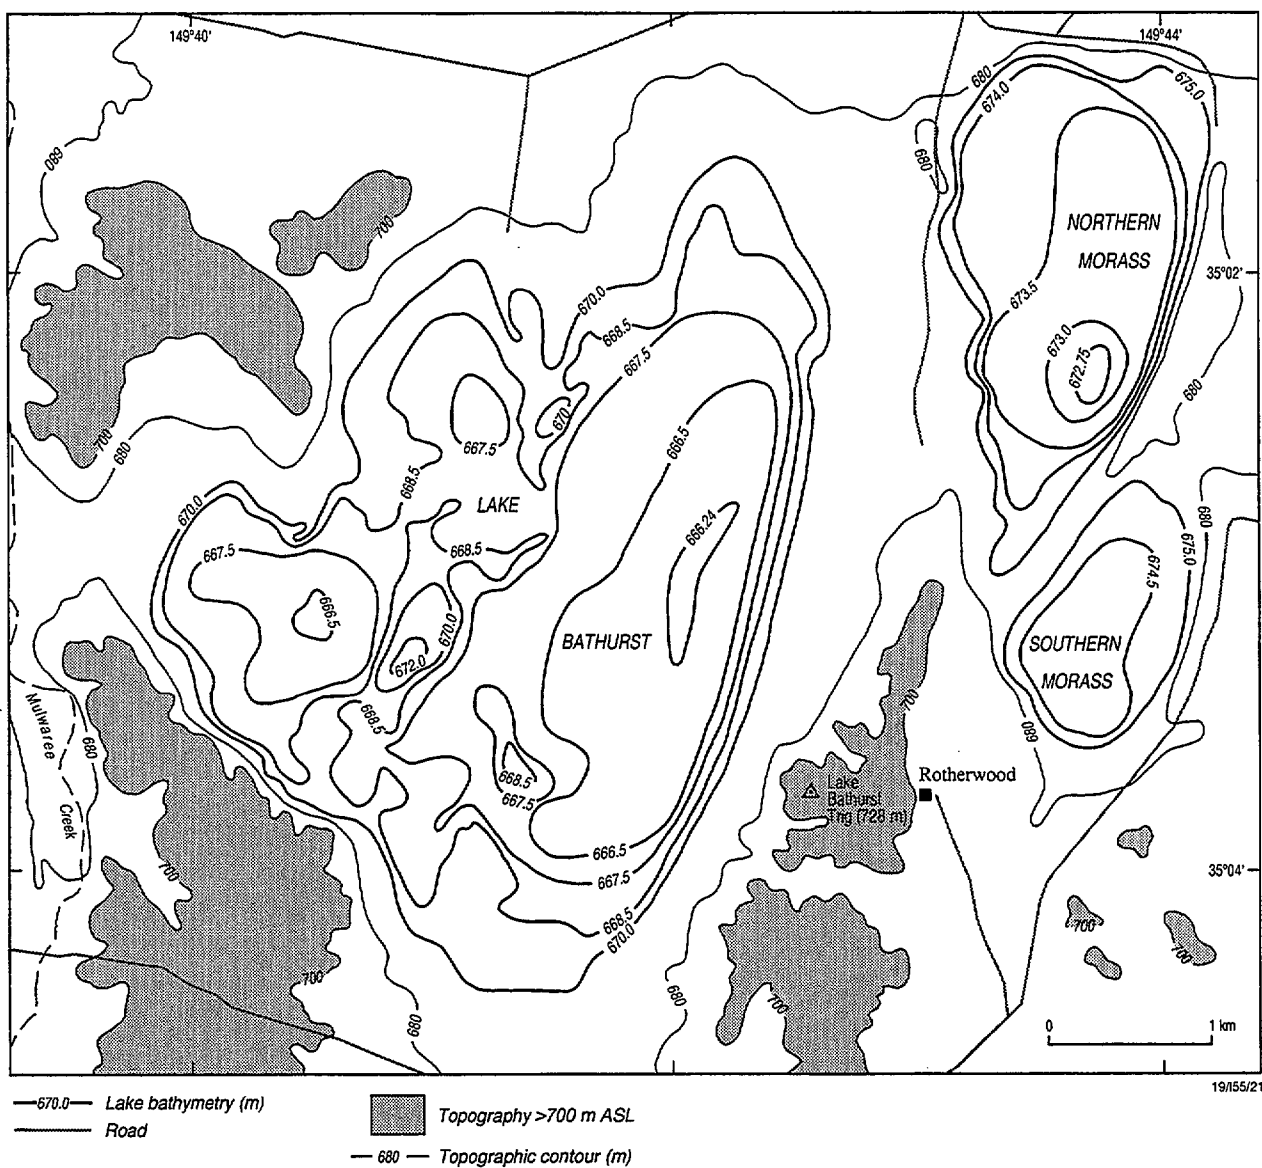 149°40'
149°44'
680
674.0
675.0
680
680
700
NORTHERN
MORASS
35°02'
670.0
668.5
673.5
667.5
673.0
672.75
680
670
700
680
667.5
666.5
668.5
LAKE
670.0
666.24
680
667.5
668.5
675.0
674.5
666.5
670.0
BATHURST
SOUTHERN
MORASS
672.0
700
Mulwaree
Creek
680
668.5
680
668.5
667.5
Lake
Bathurst
Trig (728 m)
Rotherwood
666.5
667.5
35°04'
700
668.5
670.0
700
700
700
680
700
680
0
1 km
19/I55/21
670.0
Lake bathymetry (m)
Road
Topography >700 m ASL
680
Topographic contour (m)